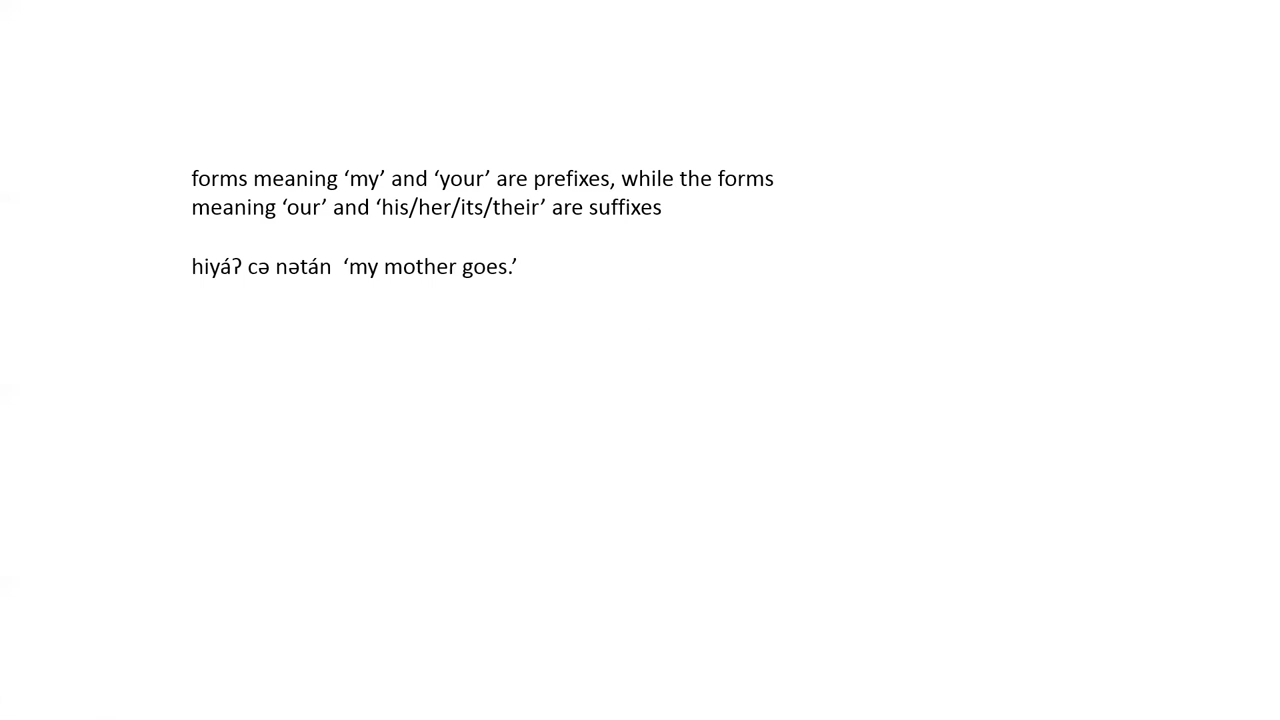 forms meaning ‘my’ and ‘your’ are prefixes, while the forms
meaning ‘our’ and ‘his/her/its/their’ are suffixes
hiyáʔ cə nətán ‘my mother goes.’